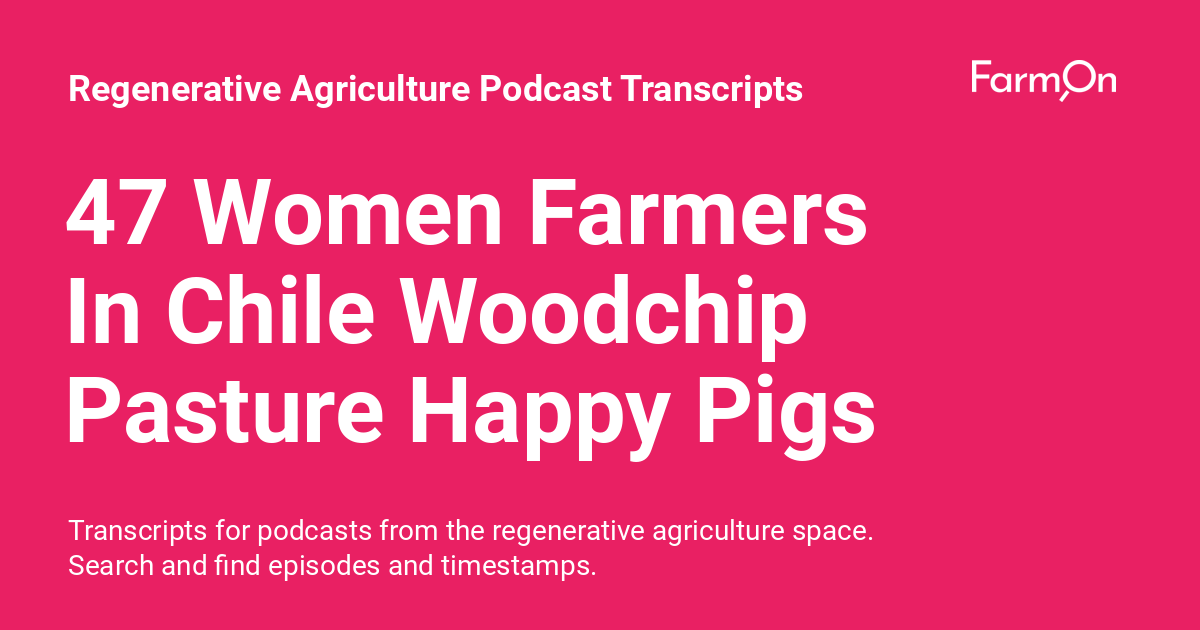 Regenerative Agriculture Podcast Transcripts
FarmOn
47 Women Farmers
In Chile Woodchip
Pasture Happy Pigs
Transcripts for podcasts from the regenerative agriculture space.
Search and find episodes and timestamps.